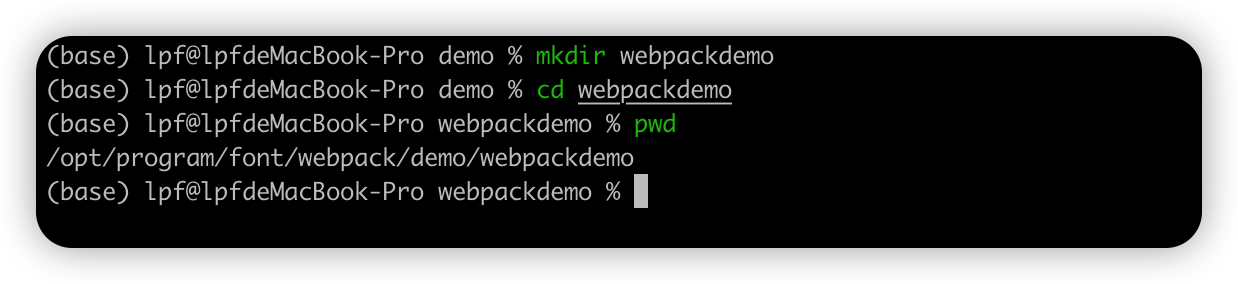 (base) lpf@lpfdeMacBook-Pro demo % mkdir webpackdemo
(base) lpf@lpfdeMacBook-Pro demo % cd webpackdemo
(base) lpf@lpfdeMacBook-Pro webpackdemo % pwd
/opt/program/font/webpack/demo/webpackdemo
(base) lpf@lpfdeMacBook-Pro webpackdemo %